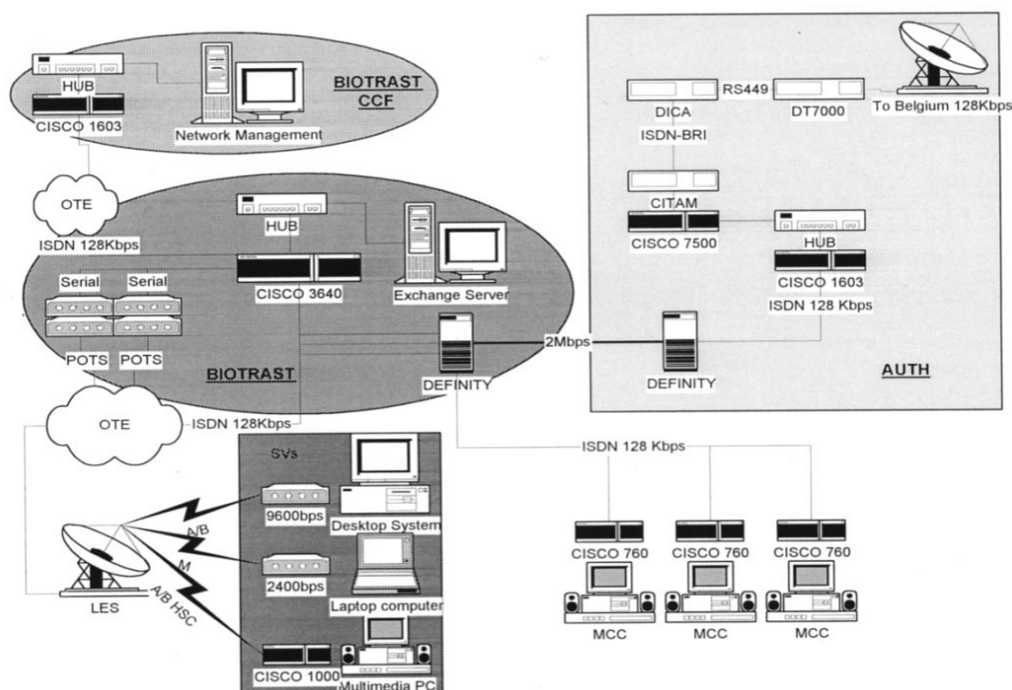 HUB
CISCO 1603
Network Management
BIOTRAST
CCF
OTE
ISDN 128Kbps
HUB
Serial
Serial
CISCO 3640
Exchange Server
POTS
POTS
BIOTRAST
DEFINITY
2Mbps
OTE
ISDN 128Kbps
RS449
DICA
DT7000
To Belgium 128Kbps
ISDN-BRI
CITAM
CISCO 7500
HUB
CISCO 1603
ISDN 128 Kbps
DEFINITY
AUTH
SVs
9600bps
Desktop System
A/B
2400bps
M
Laptop computer
A/B HSC
LES
CISCO 1000
Multimedia PC
ISDN 128 Kbps
CISCO 760
CISCO 760
CISCO 760
MCC
MCC
MCC